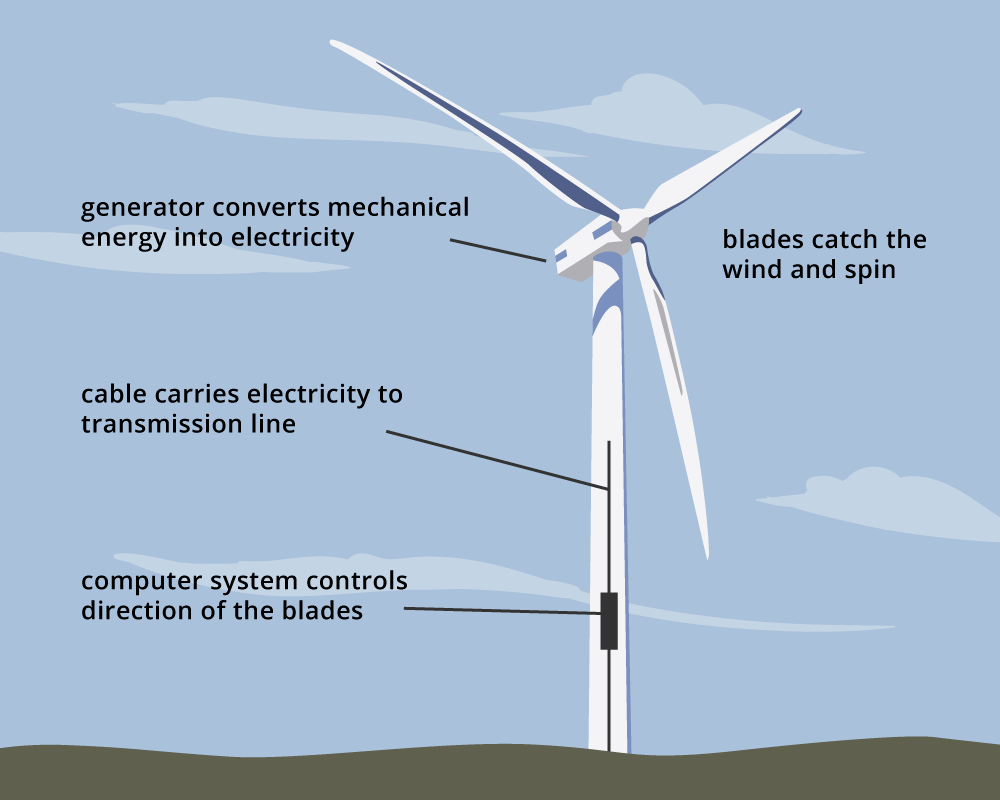 generator converts mechanical
energy into electricity
blades catch the
wind and spin
cable carries electricity to
transmission line
computer system controls
direction of the blades